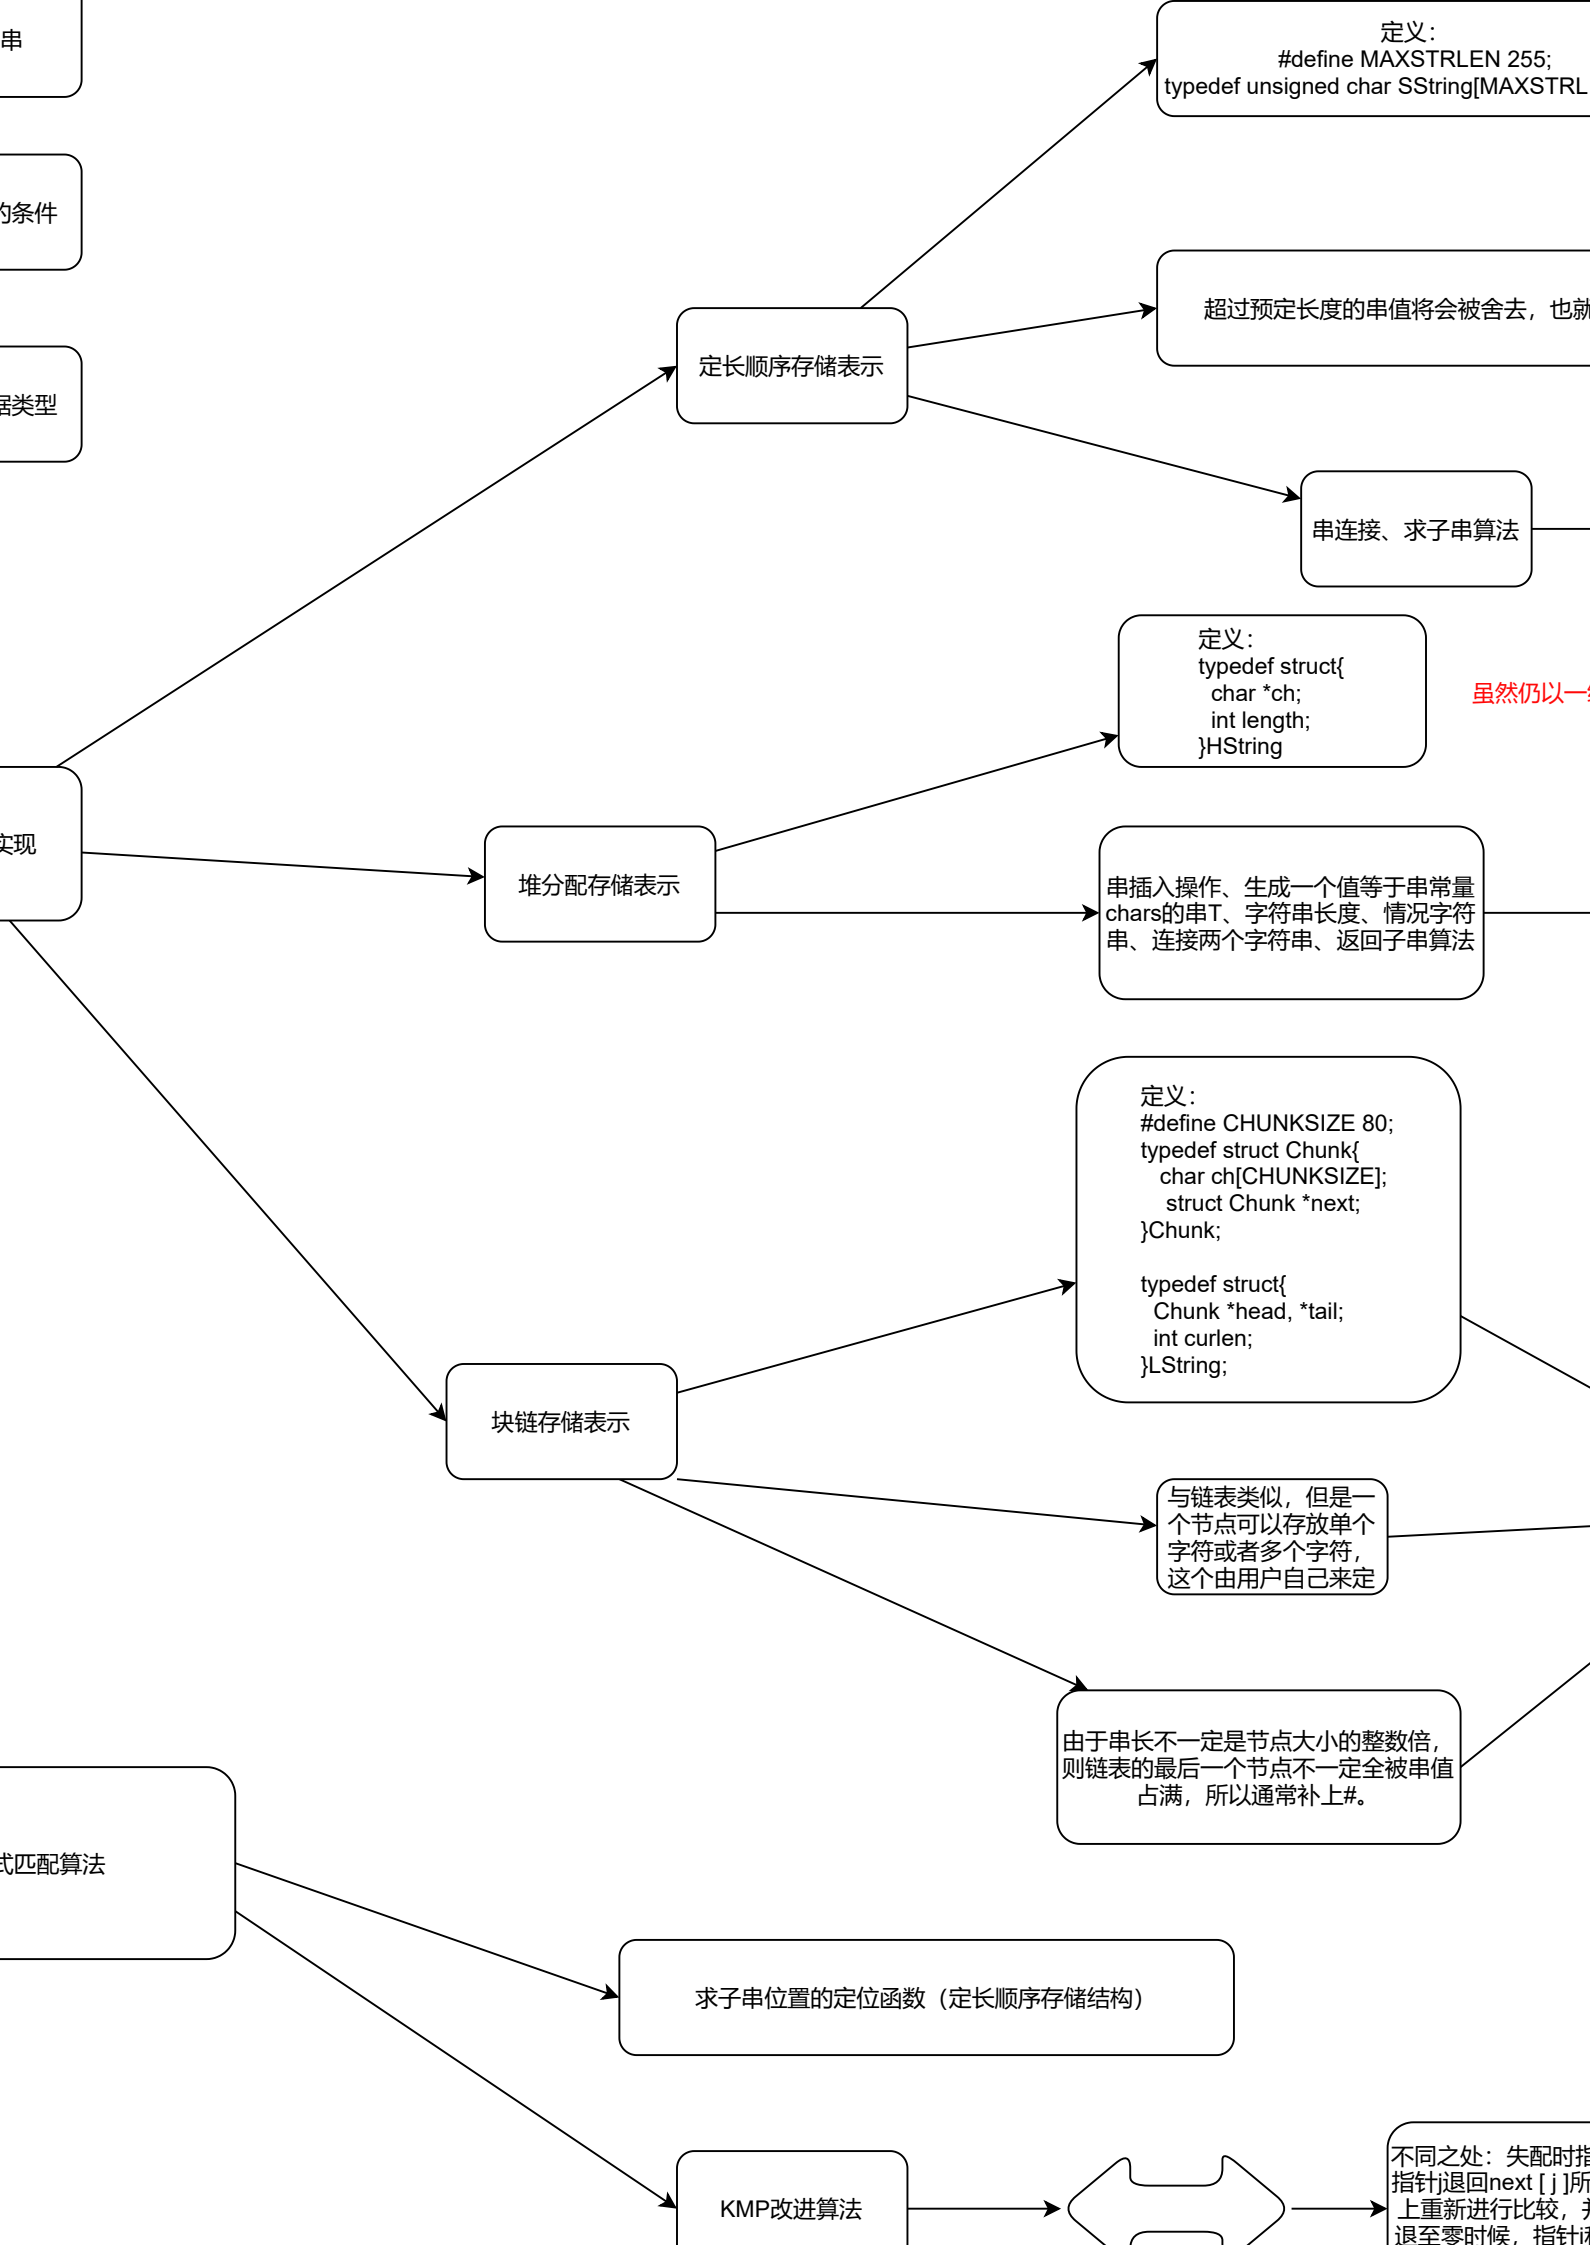 串
的条件
据类型
定义：
#define MAXSTRLEN 255;
typedef unsigned char SString[MAXSTRL
超过预定长度的串值将会被舍去，也就
定长顺序存储表示
串连接、求子串算法
定义：
typedef struct{
char *ch;
int length;
}HString
虽然仍以一
实现
堆分配存储表示
串插入操作、生成一个值等于串常量
chars的串T、字符串长度、情况字符
串、连接两个字符串、返回子串算法
定义：
#define CHUNKSIZE 80;
typedef struct Chunk{
char ch[CHUNKSIZE];
struct Chunk *next;
}Chunk;
typedef struct{
Chunk *head, *tail;
int curlen;
}LString;
块链存储表示
与链表类似，但是一
个节点可以存放单个
字符或者多个字符，
这个由用户自己来定
由于串长不一定是节点大小的整数倍，
则链表的最后一个节点不一定全被串值
占满，所以通常补上#。
式匹配算法
求子串位置的定位函数（定长顺序存储结构）
KMP改进算法
不同之处：失配时指
指针j退回next [ j ]所
上重新进行比较，并
退至零时候，指针i